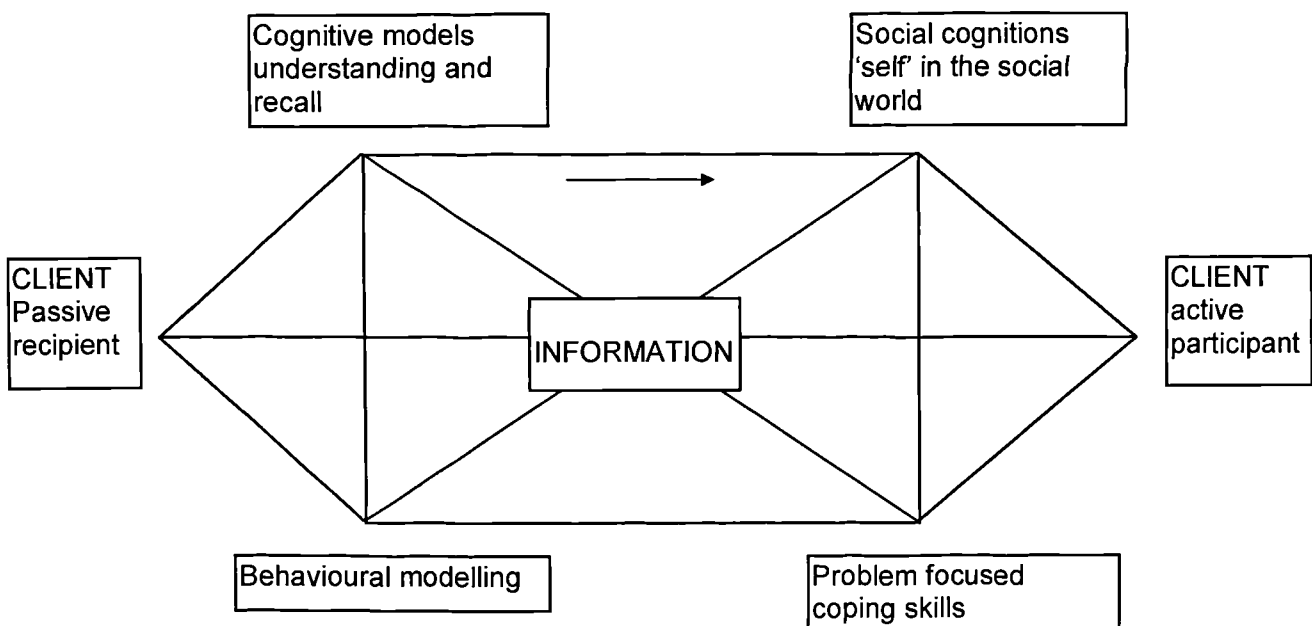 Cognitive models
understanding and
recall
Social cognitions
‘self’ in the social
world
CLIENT
Passive
recipient
INFORMATION
CLIENT
active
participant
Behavioural modelling
Problem focused
coping skills